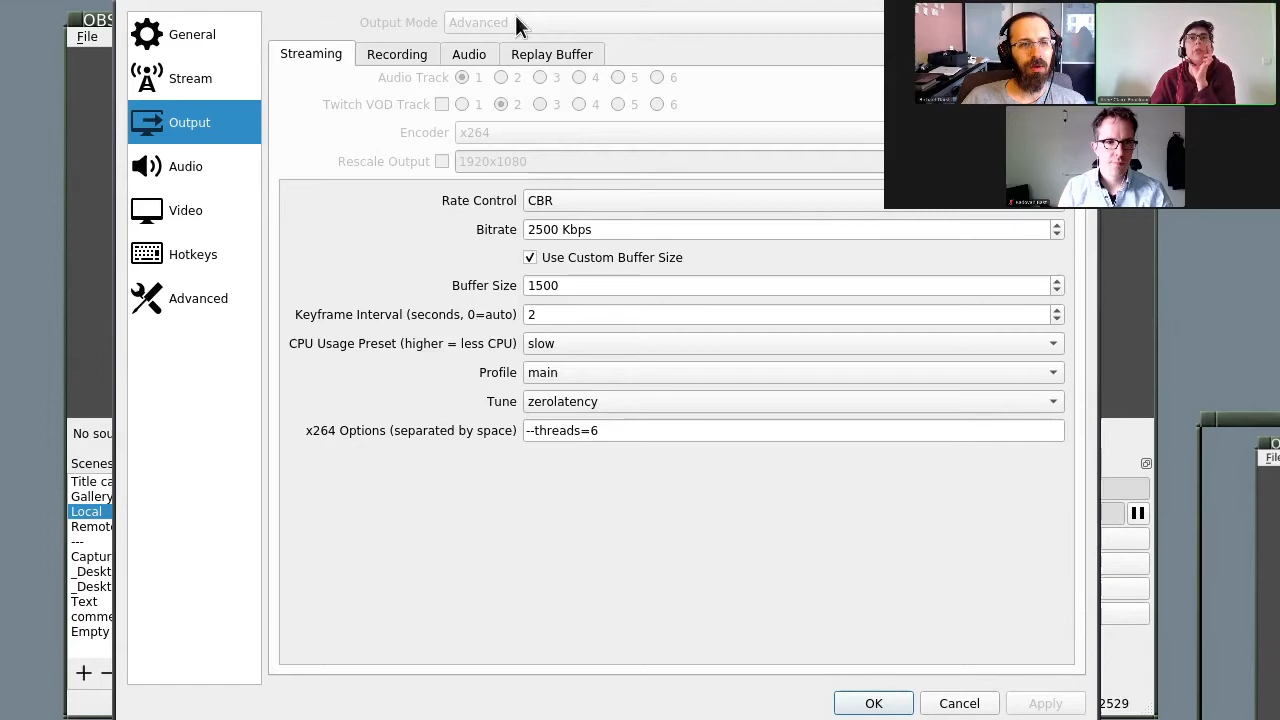 OBS
File
General
Stream
Output
Audio
Video
Hotkeys
Advanced
Output Mode Advanced
Streaming Recording Audio Replay Buffer
Audio Track 1 2 3 4 5 6
Twitch VOD Track 1 2 3 4 5 6
Encoder x264
Rescale Output 1920x1080
Rate Control CBR
Bitrate 2500 Kbps
Use Custom Buffer Size
Buffer Size 1500
Keyframe Interval (seconds, 0=auto) 2
CPU Usage Preset (higher = less CPU) slow
Profile main
Tune zerolatency
x264 Options (separated by space) --threads=6
No sou
Scenes
Title ca
Gallery
Local
Remot
---
Captur
_Deskt
_Deskt
Text
comme
Empty
OK Cancel Apply
2529
File